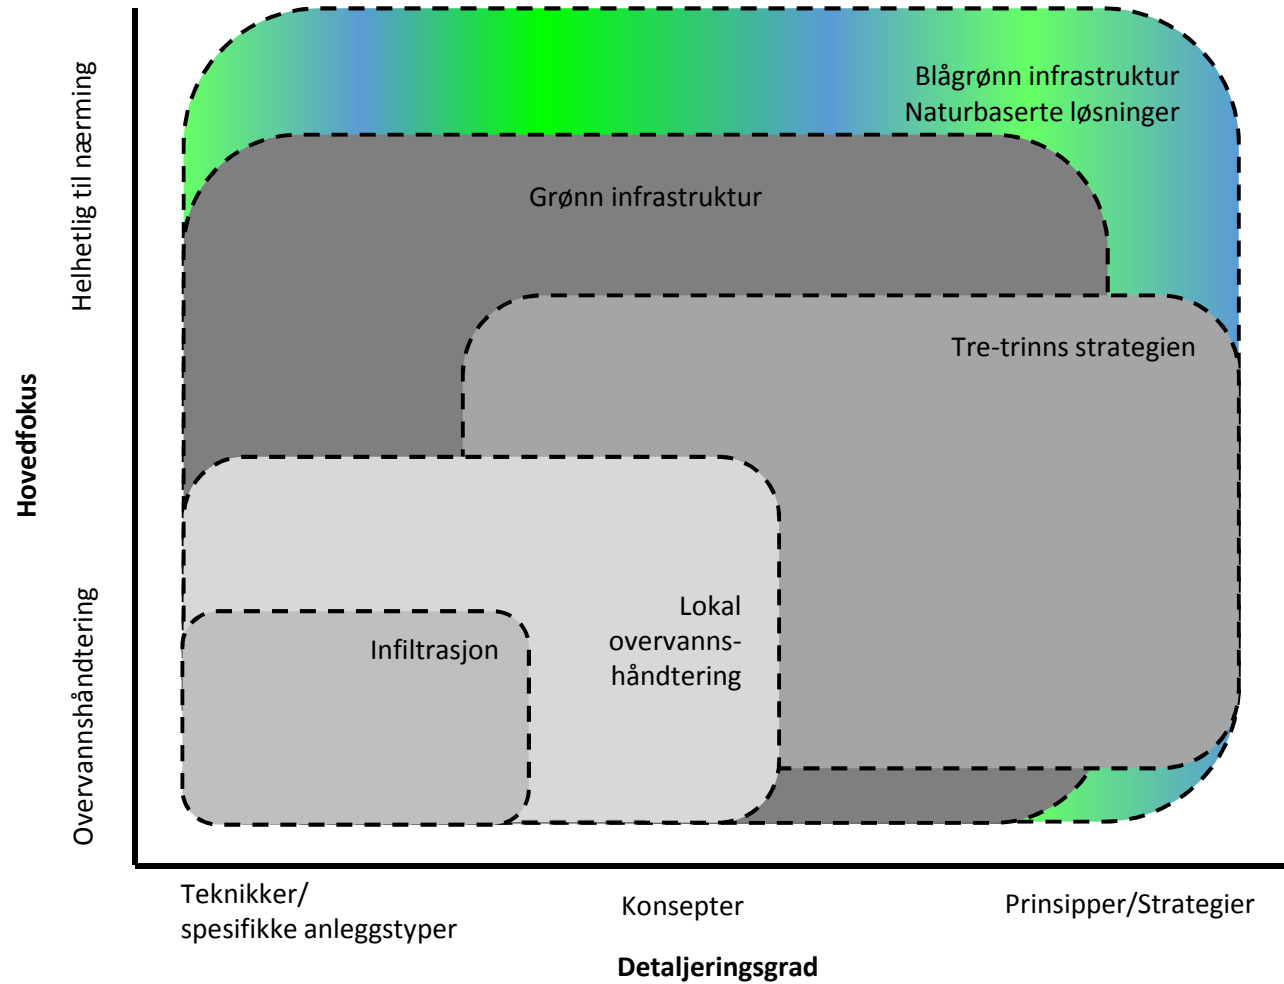 Blågrønn infrastruktur
Naturbaserte løsninger
Helhetlig til nærming
Grønn infrastruktur
Tre-trinns strategien
Hovedfokus
Lokal
overvanns-
håndtering
Infiltrasjon
Overvannshåndtering
Teknikker/
spesifikke anleggstyper
Konsepter
Prinsipper/Strategier
Detaljeringsgrad